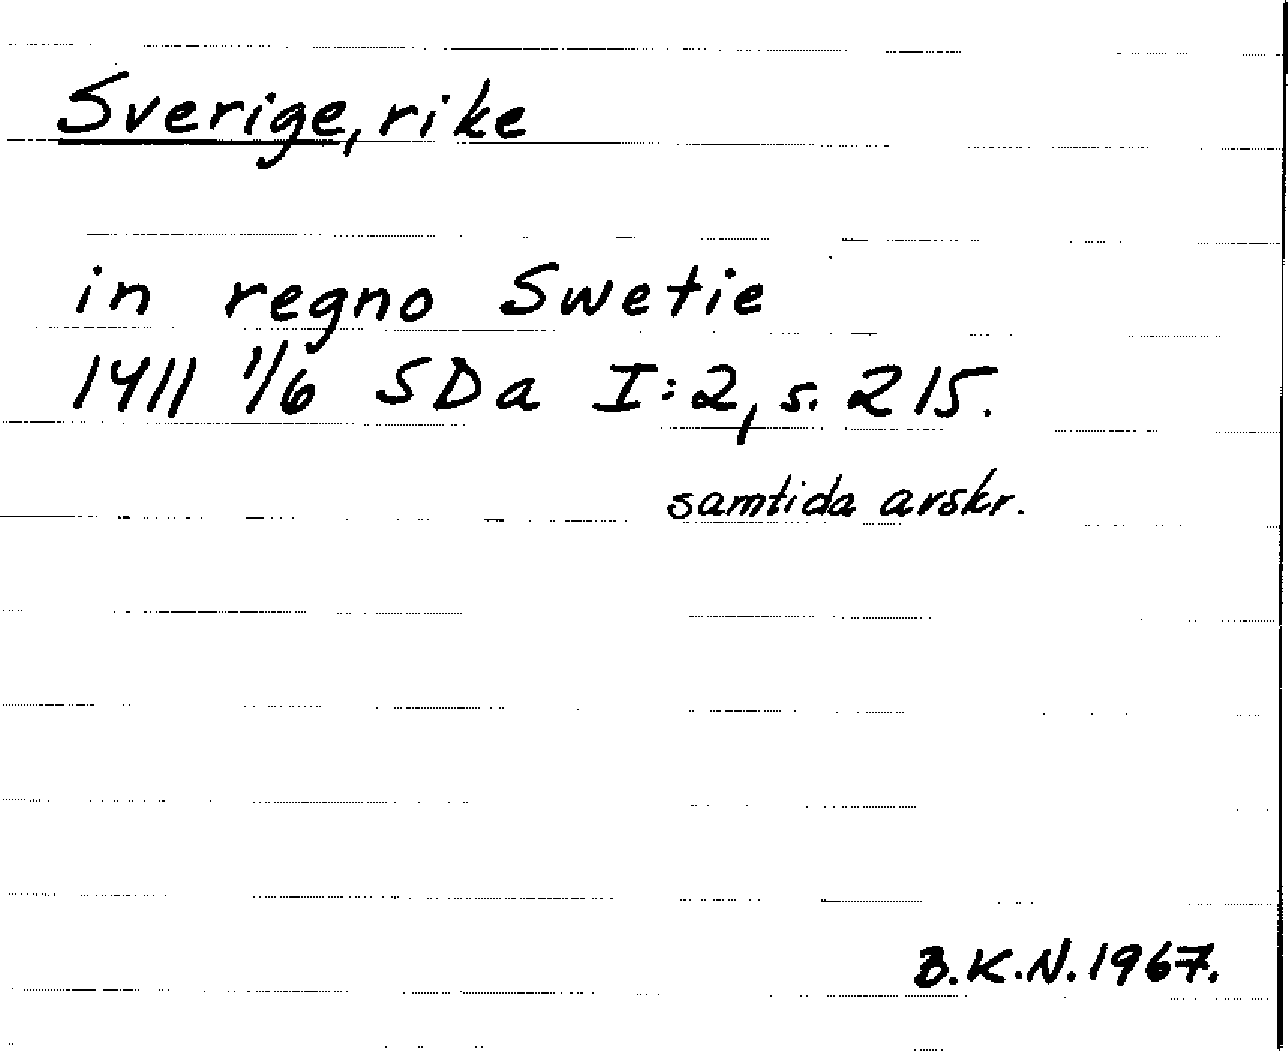 Sverige, rike
in regno Swetie
1411 1/6 SDa I:2, s. 215.
samtida avskr.
B.K.N. 1967.